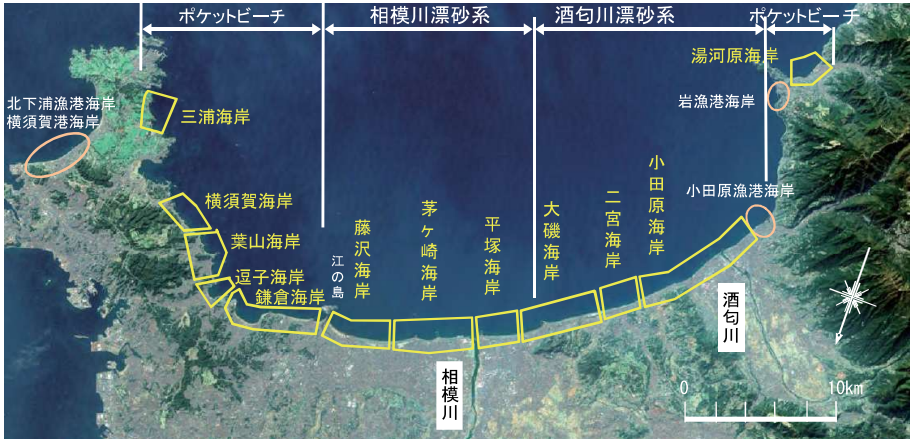 ポケットビーチ
相模川漂砂系
酒匂川漂砂系
ポケットビーチ
湯河原海岸
北下浦漁港海岸
横須賀港海岸
三浦海岸
岩漁港海岸
横須賀海岸
小田原漁港海岸
葉山海岸
逗子海岸
鎌倉海岸
江の島
藤沢海岸
茅ヶ崎海岸
平塚海岸
大磯海岸
二宮海岸
小田原海岸
相模川
酒匂川
0
10km